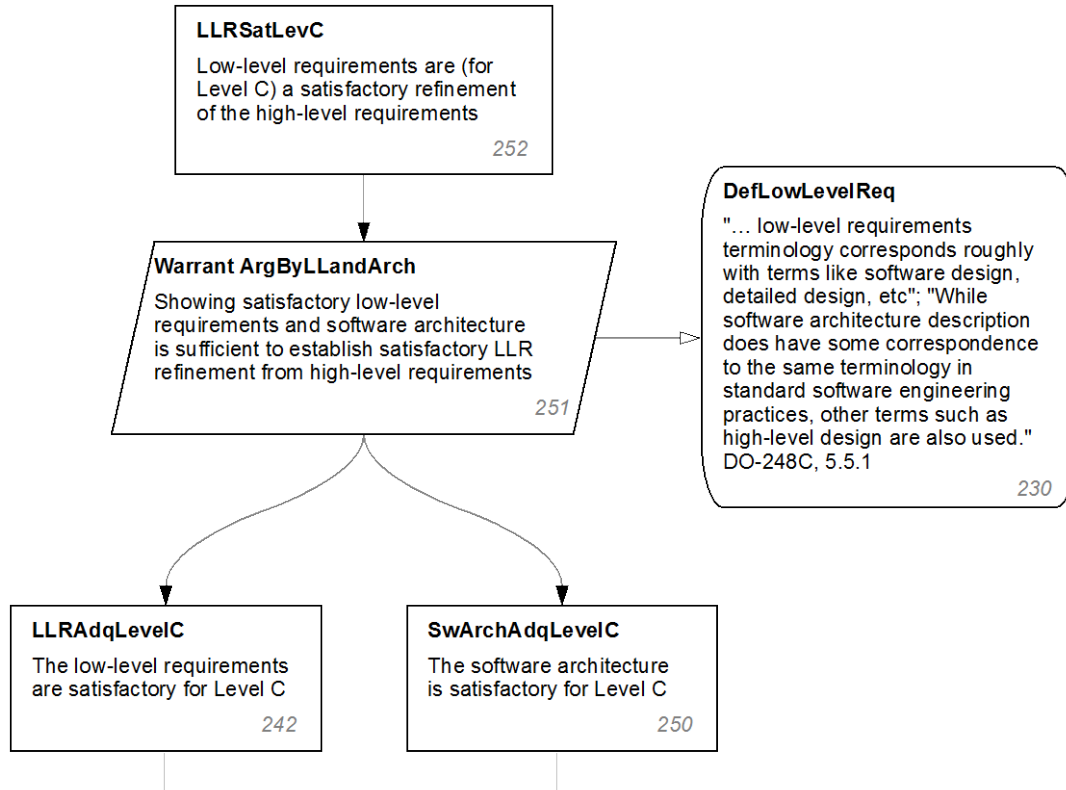 LLRSatLevC
Low-level requirements are (for
Level C) a satisfactory refinement
of the high-level requirements
252
Warrant ArgByLLandArch
Showing satisfactory low-level
requirements and software architecture
is sufficient to establish satisfactory LLR
refinement from high-level requirements
251
DefLowLevelReq
"... low-level requirements
terminology corresponds roughly
with terms like software design,
detailed design, etc"; "While
software architecture description
does have some correspondence
to the same terminology in
standard software engineering
practices, other terms such as
high-level design are also used."
DO-248C, 5.5.1
230
LLRAdqLevelC
The low-level requirements
are satisfactory for Level C
242
SwArchAdqLevelC
The software architecture
is satisfactory for Level C
250